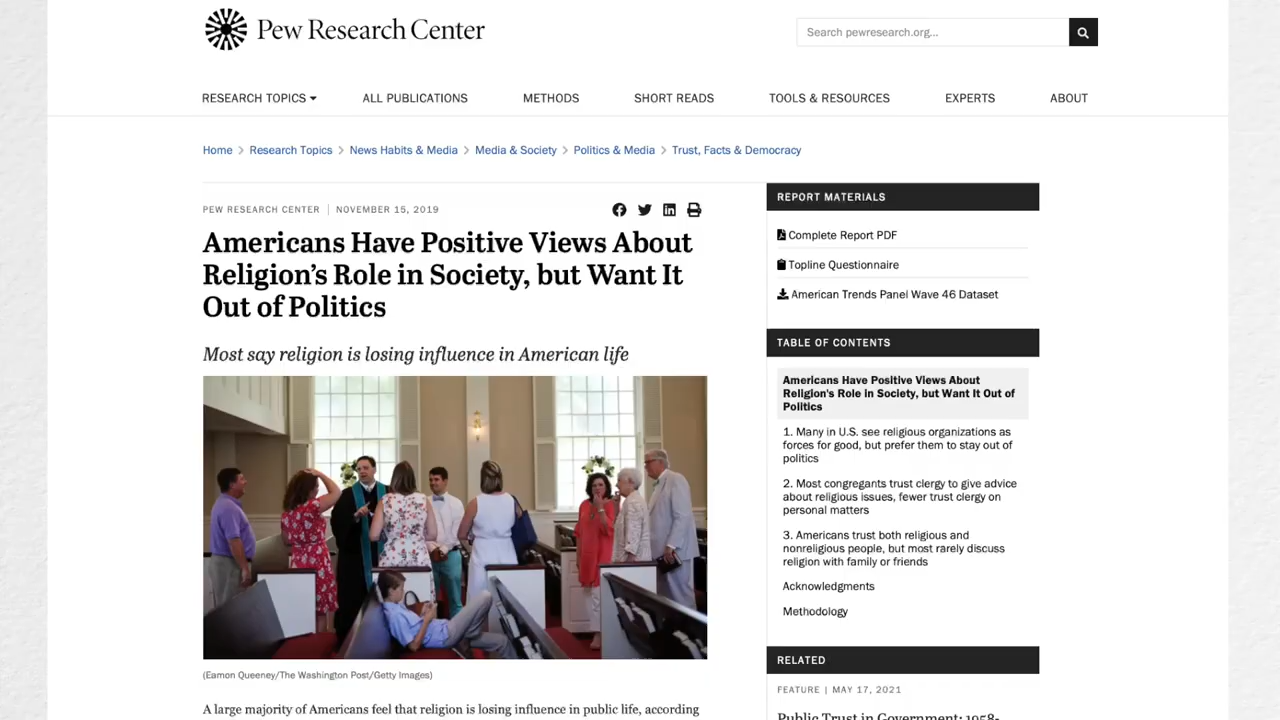 Pew Research Center
Search pewresearch.org...
RESEARCH TOPICS
ALL PUBLICATIONS
METHODS
SHORT READS
TOOLS & RESOURCES
EXPERTS
ABOUT
Home > Research Topics > News Habits & Media > Media & Society > Politics & Media > Trust, Facts & Democracy
PEW RESEARCH CENTER | NOVEMBER 15, 2019
Americans Have Positive Views About
Religion's Role in Society, but Want It
Out of Politics
Most say religion is losing influence in American life
(Eamon Queeney/The Washington Post/Getty Images)
A large majority of Americans feel that religion is losing influence in public life, according
REPORT MATERIALS
Complete Report PDF
Topline Questionnaire
American Trends Panel Wave 46 Dataset
TABLE OF CONTENTS
Americans Have Positive Views About
Religion's Role in Society, but Want It Out of
Politics
1. Many in U.S. see religious organizations as
forces for good, but prefer them to stay out of
politics
2. Most congregants trust clergy to give advice
about religious issues, fewer trust clergy on
personal matters
3. Americans trust both religious and
nonreligious people, but most rarely discuss
religion with family or friends
Acknowledgments
Methodology
RELATED
FEATURE | MAY 17, 2021
Public Trust in Government: 1958-